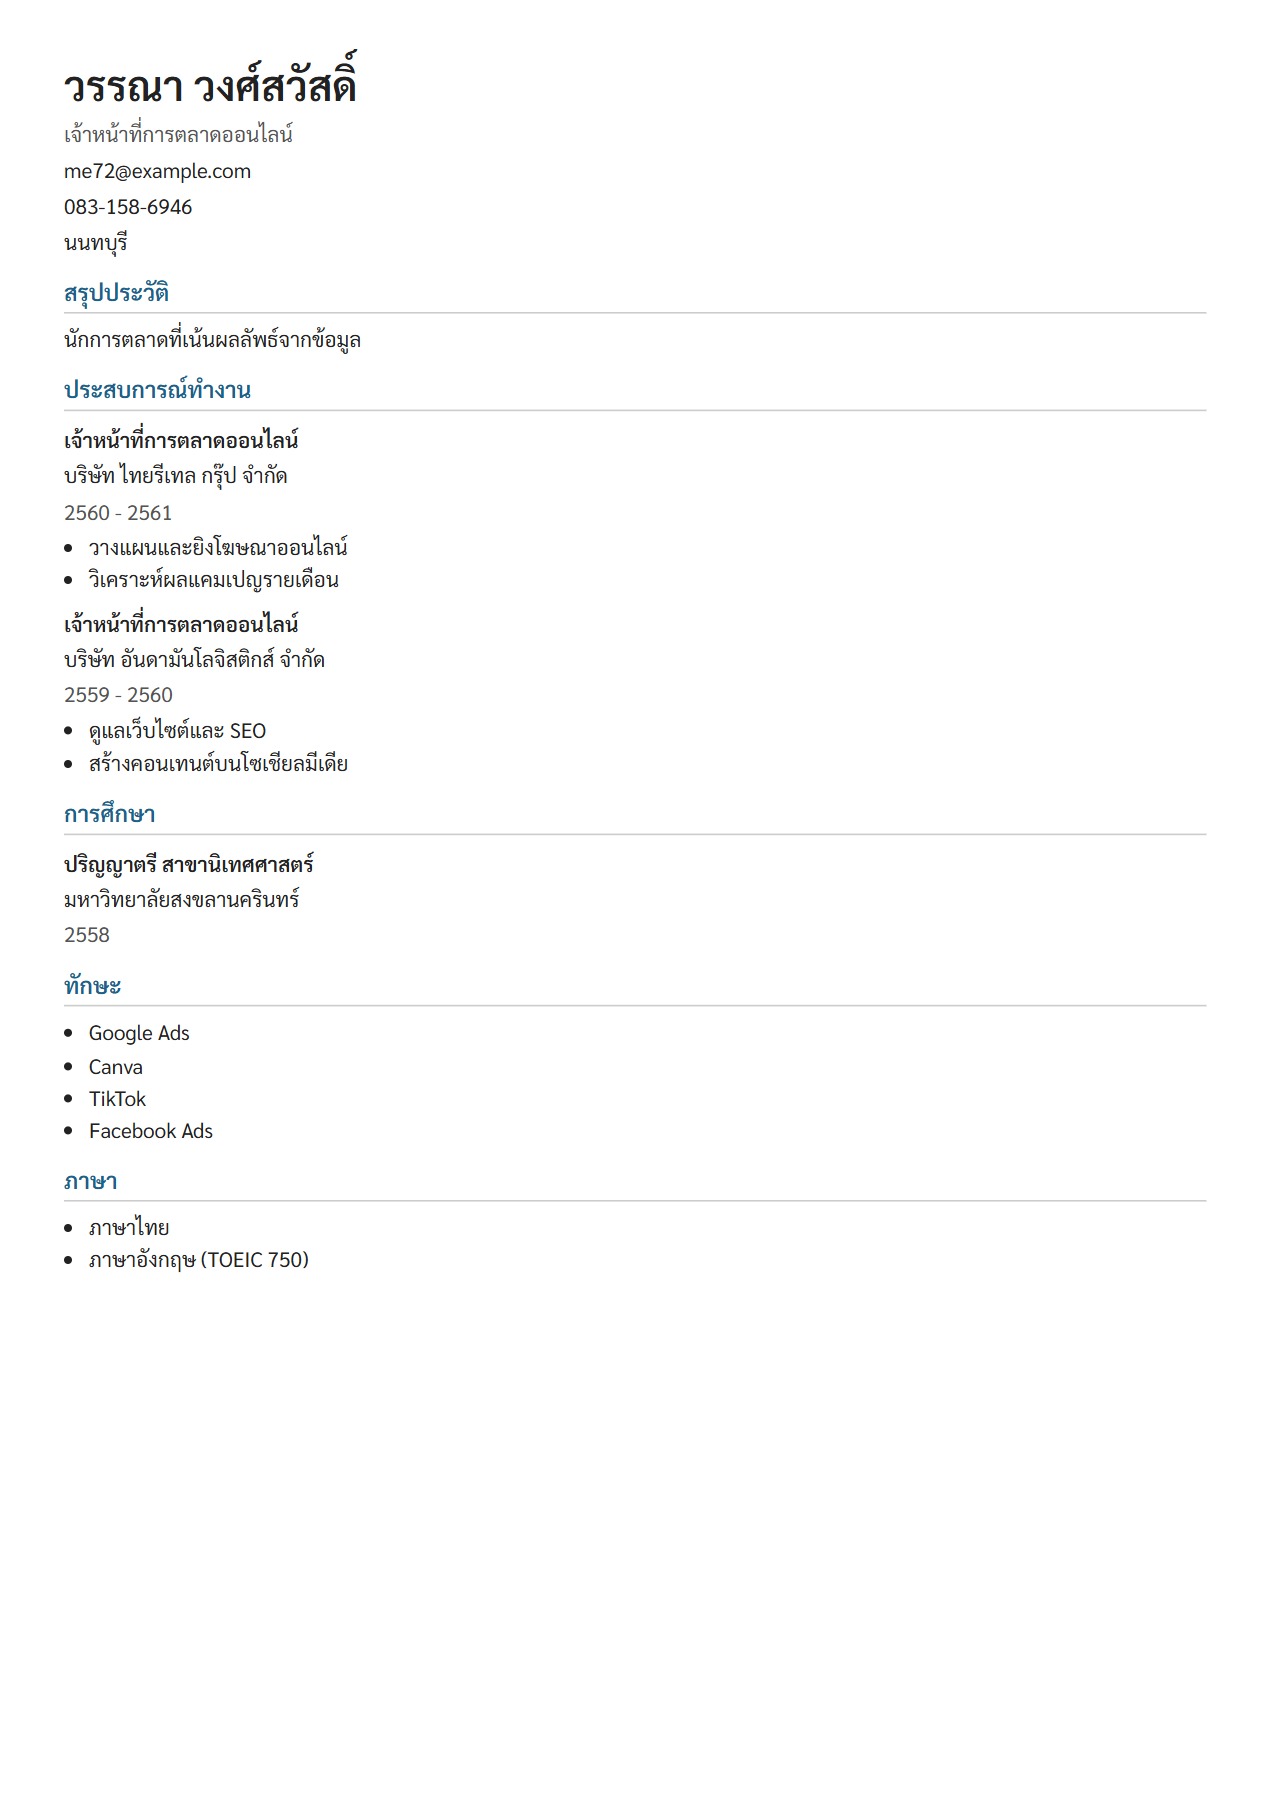 วรรณา วงศ์สวัสดิ์
เจ้าหน้าที่การตลาดออนไลน์
me72@example.com
083-158-6946
นนทบุรี
สรุปประวัติ
นักการตลาดที่เน้นผลลัพธ์จากข้อมูล
ประสบการณ์ทำงาน
เจ้าหน้าที่การตลาดออนไลน์
บริษัท ไทยรีเทล กรุ๊ป จำกัด
2560 - 2561
• วางแผนและยิงโฆษณาออนไลน์
• วิเคราะห์ผลแคมเปญรายเดือน
เจ้าหน้าที่การตลาดออนไลน์
บริษัท อันดามันโลจิสติกส์ จำกัด
2559 - 2560
• ดูแลเว็บไซต์และ SEO
• สร้างคอนเทนต์บนโซเชียลมีเดีย
การศึกษา
ปริญญาตรี สาขานิเทศศาสตร์
มหาวิทยาลัยสงขลานครินทร์
2558
ทักษะ
• Google Ads
• Canva
• TikTok
• Facebook Ads
ภาษา
• ภาษาไทย
• ภาษาอังกฤษ (TOEIC 750)